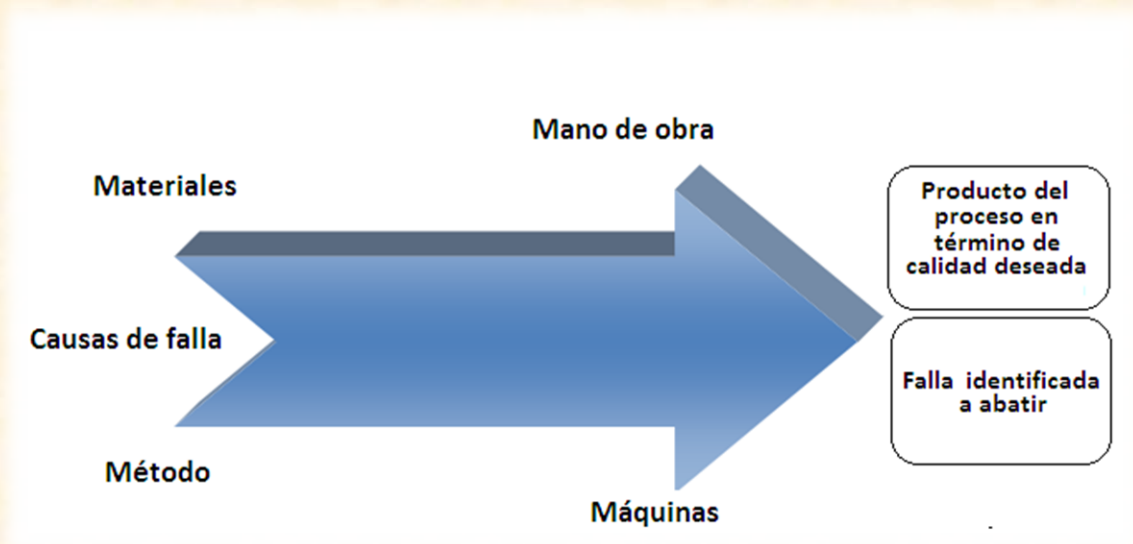 Mano de obra
Materiales
Producto del
proceso en
término de
calidad deseada
Causas de falla
Falla identificada
a abatir
Método
Máquinas